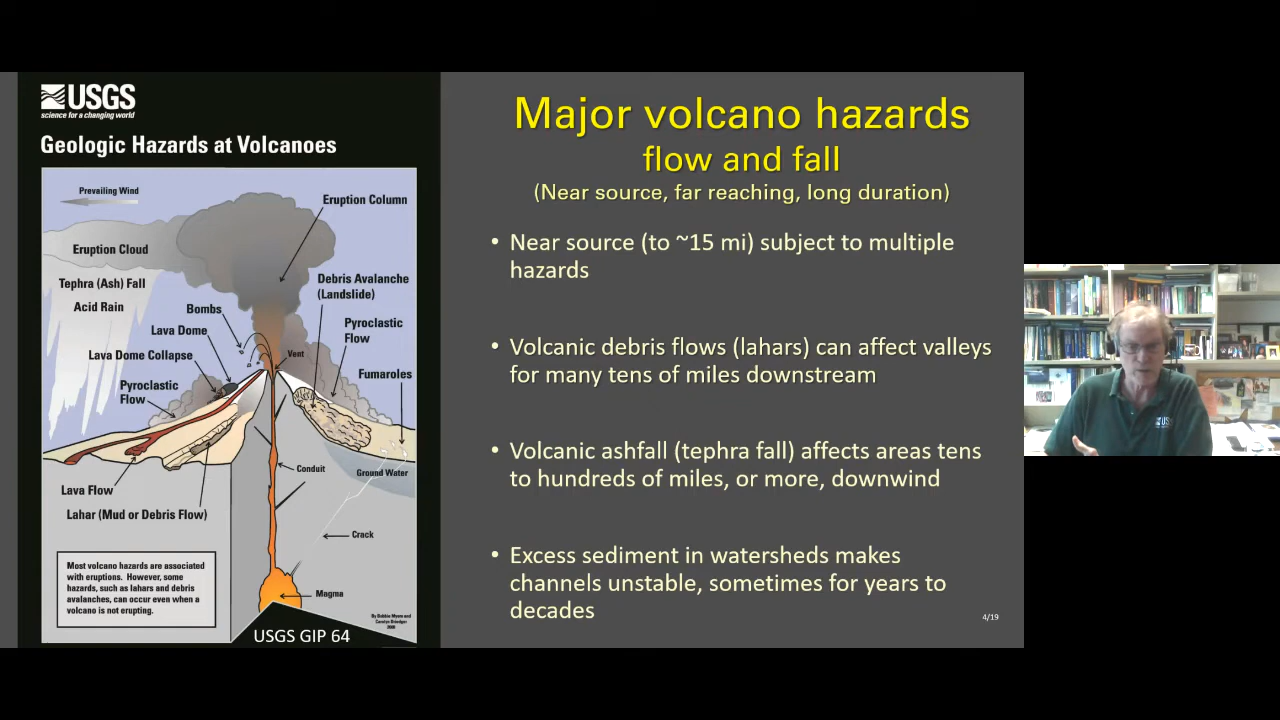 USGS
science for a changing world
Geologic Hazards at Volcanoes
Prevailing Wind
Eruption Column
Eruption Cloud
Tephra (Ash) Fall
Acid Rain
Debris Avalanche
(Landslide)
Bombs
Lava Dome
Pyroclastic
Flow
Vent
Lava Dome Collapse
Fumaroles
Pyroclastic
Flow
Conduit
Ground Water
Lava Flow
Lahar (Mud or Debris Flow)
Crack
Magma
Most volcano hazards are associated
with eruptions. However, some
hazards, such as lahars and debris
avalanches, can occur even when a
volcano is not erupting.
By Bobbie Myers and
Carolyn Driedger
2008
USGS GIP 64
Major volcano hazards
flow and fall
(Near source, far reaching, long duration)
• Near source (to ~15 mi) subject to multiple
hazards
• Volcanic debris flows (lahars) can affect valleys
for many tens of miles downstream
• Volcanic ashfall (tephra fall) affects areas tens
to hundreds of miles, or more, downwind
• Excess sediment in watersheds makes
channels unstable, sometimes for years to
decades
4/19